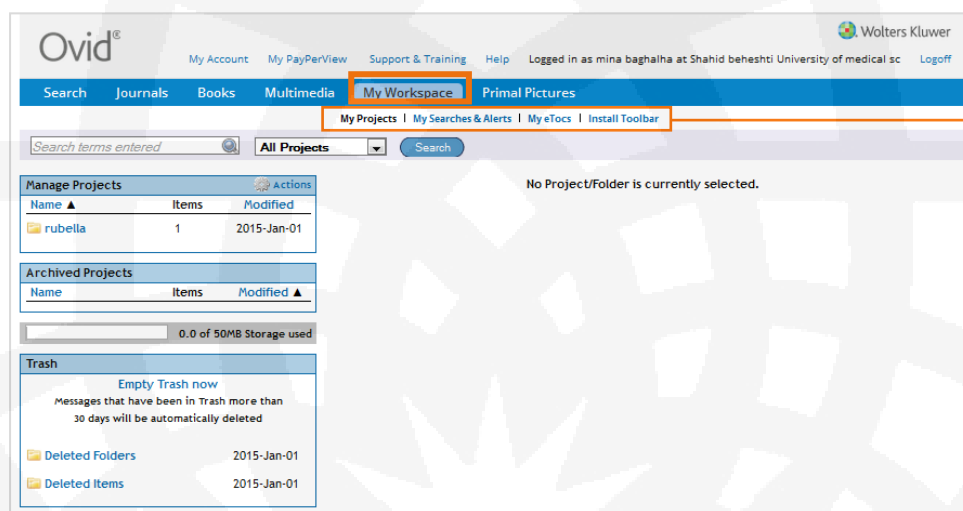 Ovid®
Wolters Kluwer
My Account My PayPerView Support & Training Help Logged in as mina baghalha at Shahid beheshti University of medical sc Logoff
Search Journals Books Multimedia My Workspace Primal Pictures
My Projects | My Searches & Alerts | My eTocs | Install Toolbar
Search terms entered All Projects Search
Manage Projects Actions
Name ▲ Items Modified
rubella 1 2015-Jan-01
No Project/Folder is currently selected.
Archived Projects
Name Items Modified ▲
0.0 of 50MB Storage used
Trash
Empty Trash now
Messages that have been in Trash more than
30 days will be automatically deleted
Deleted Folders 2015-Jan-01
Deleted Items 2015-Jan-01